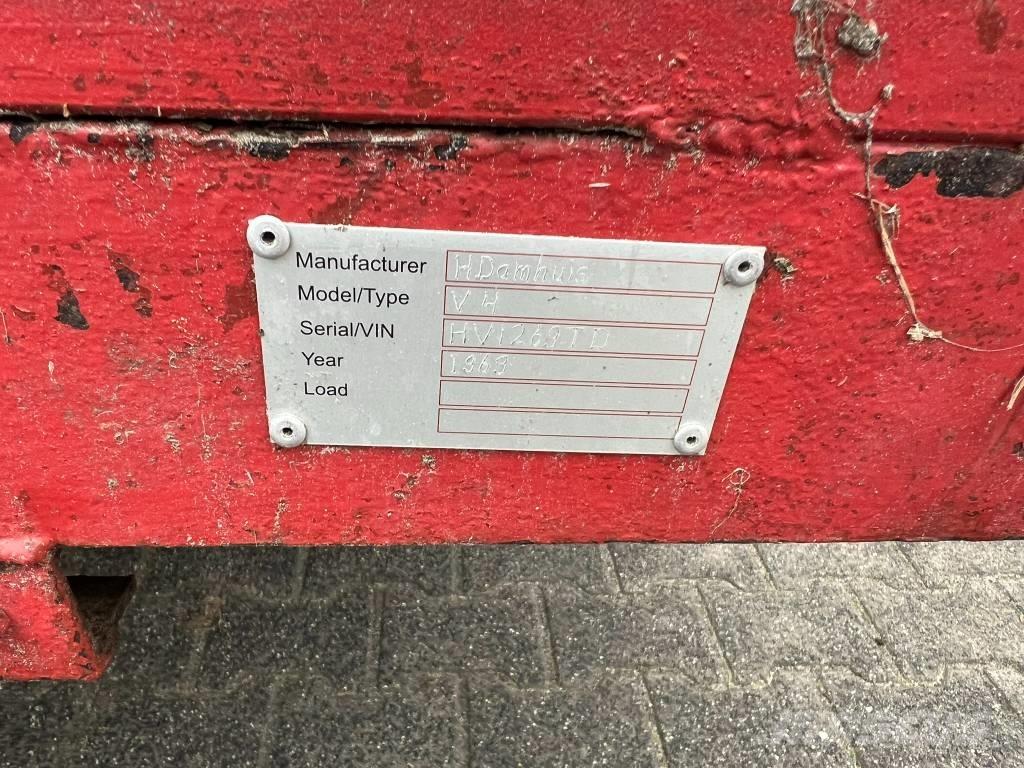 Manufacturer HDamhuis
Model/Type VH
Serial/VIN HV1269TD
Year 1969
Load